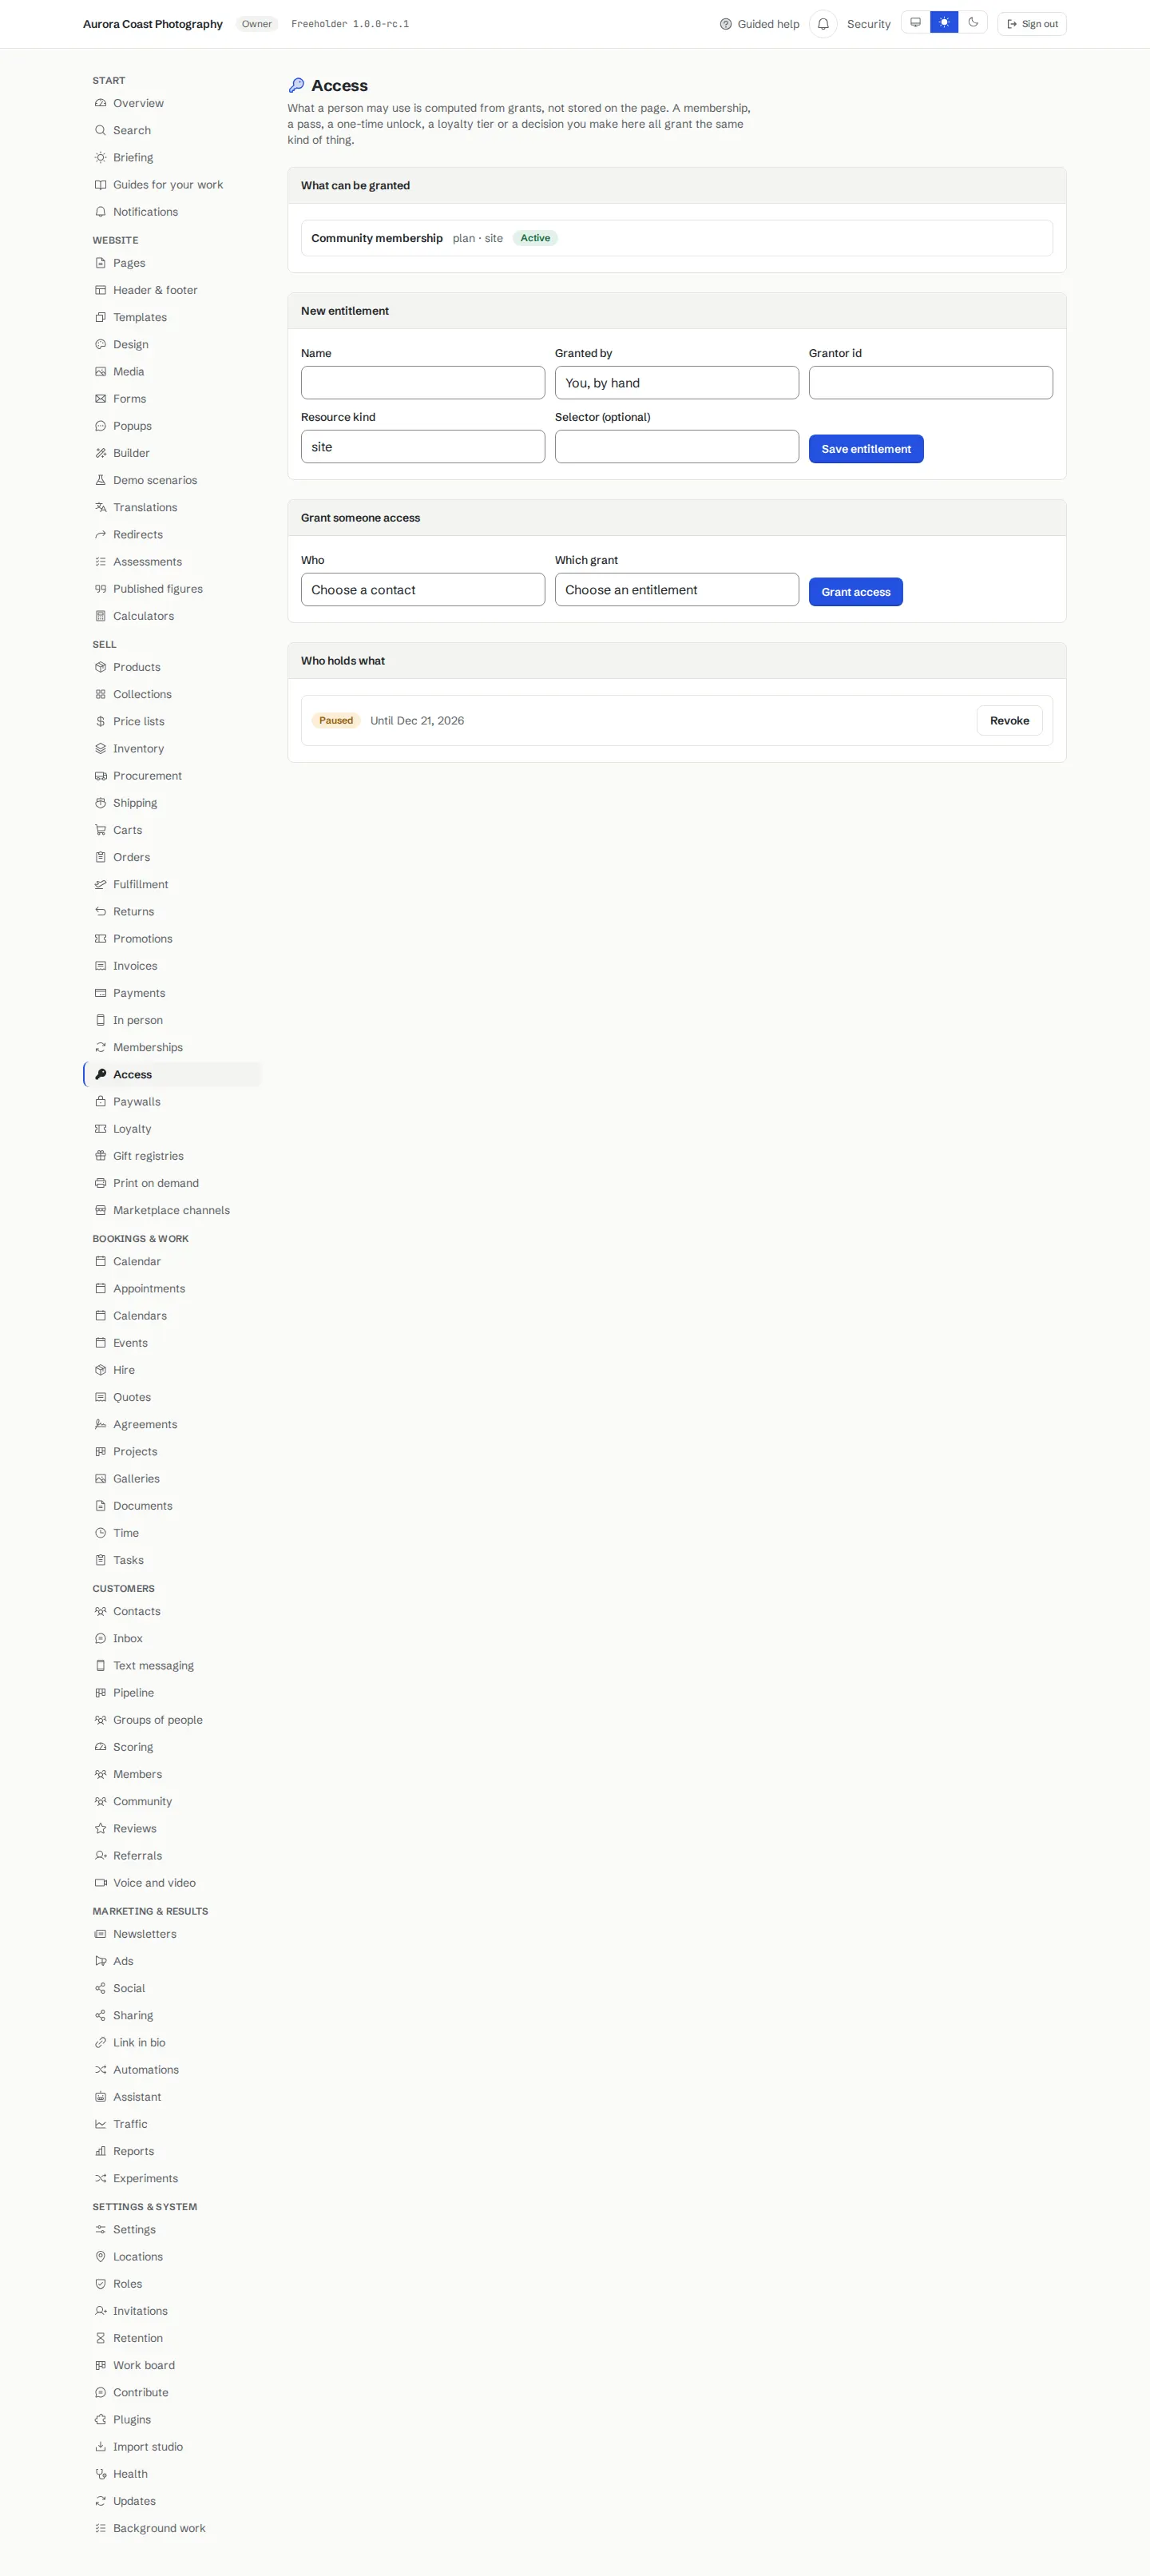 Aurora Coast Photography Owner Freeholder 1.0.0-rc.1 Guided help Security Sign out
START
Overview
Search
Briefing
Guides for your work
Notifications
WEBSITE
Pages
Header & footer
Templates
Design
Media
Forms
Popups
Builder
Demo scenarios
Translations
Redirects
Assessments
Published figures
Calculators
SELL
Products
Collections
Price lists
Inventory
Procurement
Shipping
Carts
Orders
Fulfillment
Returns
Promotions
Invoices
Payments
In person
Memberships
Access
Paywalls
Loyalty
Gift registries
Print on demand
Marketplace channels
BOOKINGS & WORK
Calendar
Appointments
Calendars
Events
Hire
Quotes
Agreements
Projects
Galleries
Documents
Time
Tasks
CUSTOMERS
Contacts
Inbox
Text messaging
Pipeline
Groups of people
Scoring
Members
Community
Reviews
Referrals
Voice and video
MARKETING & RESULTS
Newsletters
Ads
Social
Sharing
Link in bio
Automations
Assistant
Traffic
Reports
Experiments
SETTINGS & SYSTEM
Settings
Locations
Roles
Invitations
Retention
Work board
Contribute
Plugins
Import studio
Health
Updates
Background work
Access
What a person may use is computed from grants, not stored on the page. A membership,
a pass, a one-time unlock, a loyalty tier or a decision you make here all grant the same
kind of thing.
What can be granted
Community membership plan · site Active
New entitlement
Name Granted by Grantor id
You, by hand
Resource kind Selector (optional)
site Save entitlement
Grant someone access
Who Which grant
Choose a contact Choose an entitlement Grant access
Who holds what
Paused Until Dec 21, 2026 Revoke